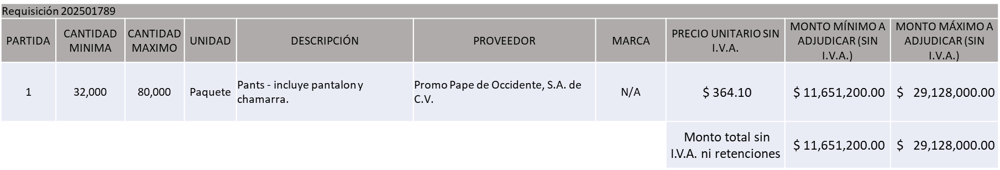 Requisición 202501789
PARTIDA
CANTIDAD
MINIMA
CANTIDAD
MAXIMO
UNIDAD
DESCRIPCIÓN
PROVEEDOR
MARCA
PRECIO UNITARIO SIN
I.V.A.
MONTO MÍNIMO A
ADJUDICAR (SIN
I.V.A.)
MONTO MÁXIMO A
ADJUDICAR (SIN
I.V.A.)
1
32,000
80,000
Paquete
Pants - incluye pantalon y
chamarra.
Promo Pape de Occidente, S.A. de
C.V.
N/A
$ 364.10
$ 11,651,200.00
$ 29,128,000.00
Monto total sin
I.V.A. ni retenciones
$ 11,651,200.00
$ 29,128,000.00